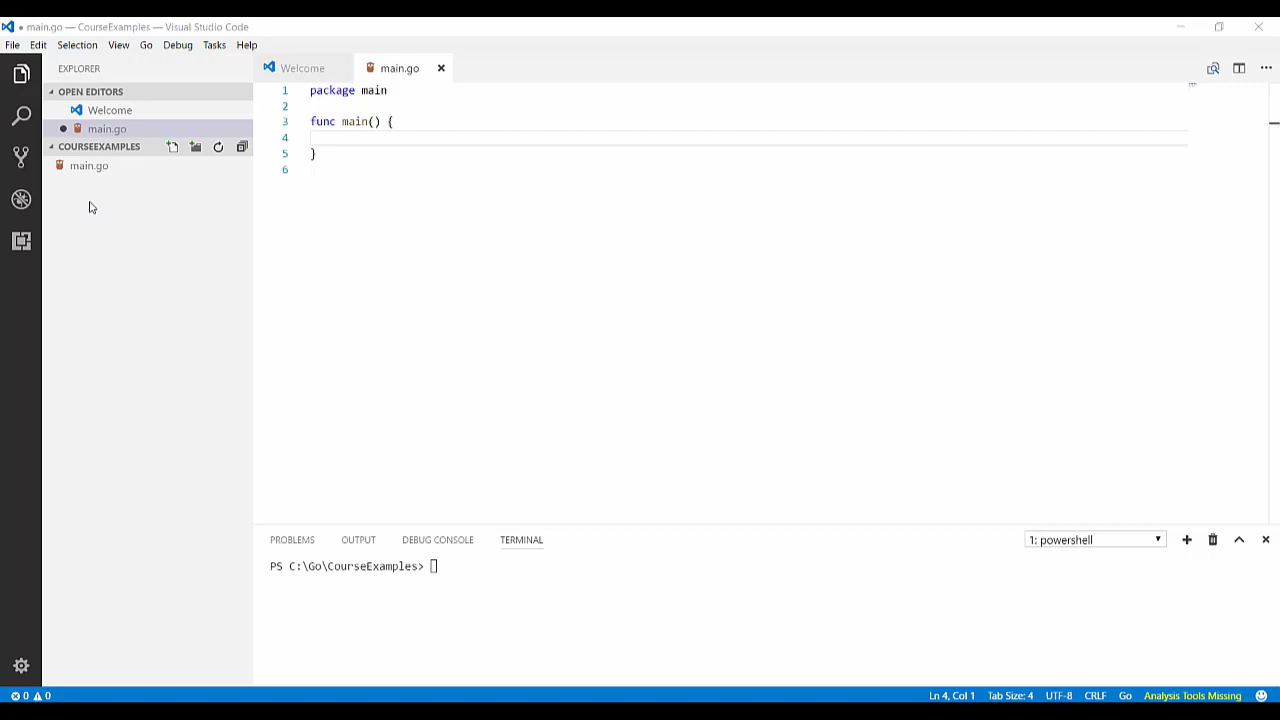 main.go — CourseExamples — Visual Studio Code
File Edit Selection View Go Debug Tasks Help
EXPLORER
OPEN EDITORS
Welcome
main.go
COURSEEXAMPLES
main.go
Welcome main.go
1 package main
2
3 func main() {
4
5 }
6
PROBLEMS OUTPUT DEBUG CONSOLE TERMINAL
1: powershell
PS C:\Go\CourseExamples>
0 0
Ln 4, Col 1 Tab Size: 4 UTF-8 CRLF Go Analysis Tools Missing